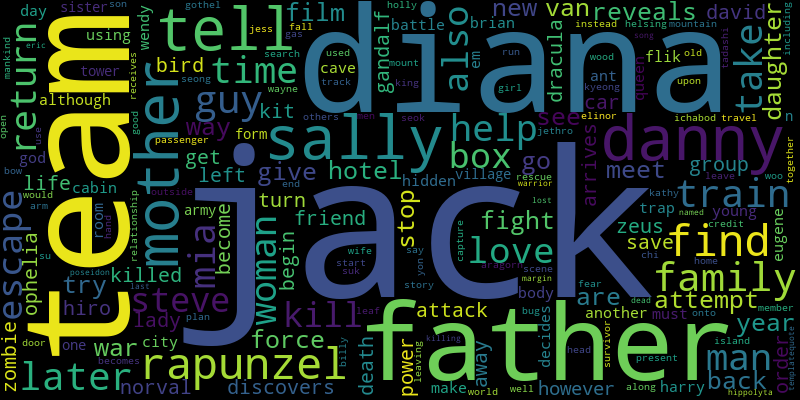 day sister son gothel jess fall film van new reveals david
mankind eric using tell brian battle wendy gas
return team mother bird time diana also gandalf em dracula helsing mountain
although tower receives search cave used mount king
holly instead wood ant flik old queen song tadashi take daughter including
open use good seong wayne track run girl kyeong car upon
guy kit others men seok elinor ichabod travel n
passenger way form sally help jethro see danny
god bow get left hotel box go arrives meet group zeus young together
life cabin would arm give hidden village rescue warrior kathy leave woo
escape room hand army outside end turn friend stop fight lost love trap train eugene
zombie ophelia su relationship mia become woman begin jack named credit save find
door try killed wife say capture aragorn scene chi home family
hiro last poseidon start suk yon story margin body fear are dead attempt
steve lady kill leaf attack bug another must onto member year
one war city plan force father decides island
becomes rapunzel billy death power leaving killing away head survivor present man order templatequote
later norval discovers make world well however along harry back hippolyta